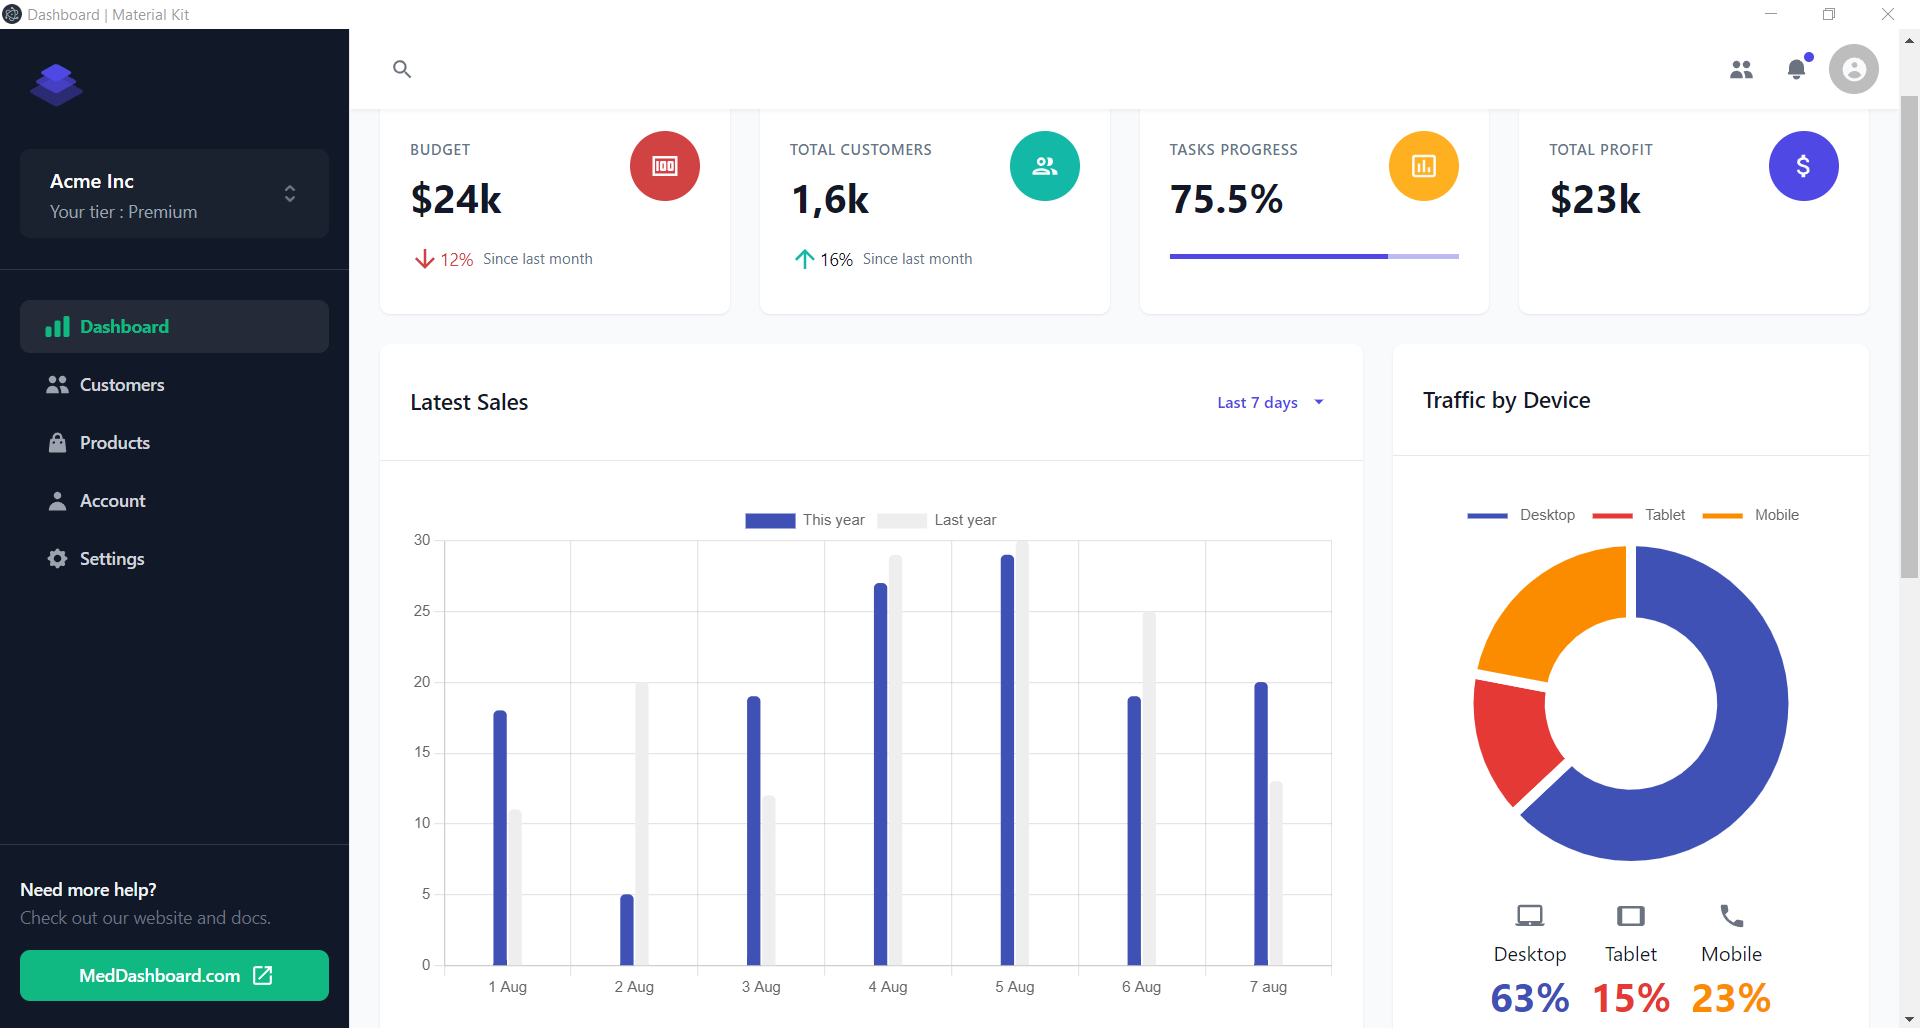 Dashboard | Material Kit
Acme Inc
Your tier : Premium
Dashboard
Customers
Products
Account
Settings
Need more help?
Check out our website and docs.
MedDashboard.com
BUDGET
$24k
12% Since last month
100
TOTAL CUSTOMERS
1,6k
16% Since last month
TASKS PROGRESS
75.5%
TOTAL PROFIT
$23k
$
Latest Sales
Last 7 days
This year Last year
30
25
20
15
10
5
0
1 Aug 2 Aug 3 Aug 4 Aug 5 Aug 6 Aug 7 aug
Traffic by Device
Desktop Tablet Mobile
Desktop Tablet Mobile
63% 15% 23%